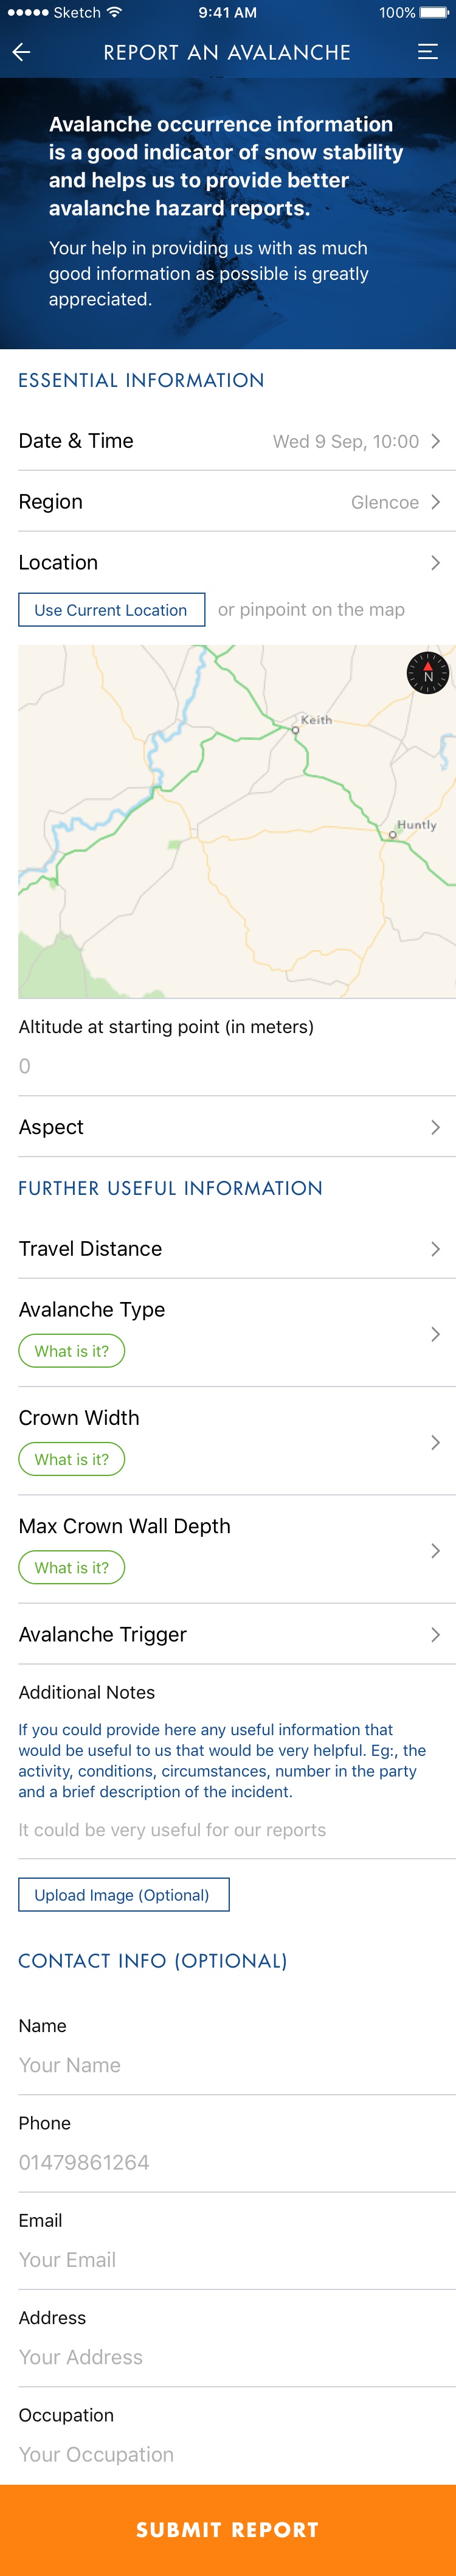 Sketch 9:41 AM 100%
REPORT AN AVALANCHE
Avalanche occurrence information
is a good indicator of snow stability
and helps us to provide better
avalanche hazard reports.
Your help in providing us with as much
good information as possible is greatly
appreciated.
ESSENTIAL INFORMATION
Date & Time Wed 9 Sep, 10:00
Region Glencoe
Location
Use Current Location or pinpoint on the map
N
Keith
Huntly
Altitude at starting point (in meters)
0
Aspect
FURTHER USEFUL INFORMATION
Travel Distance
Avalanche Type
What is it?
Crown Width
What is it?
Max Crown Wall Depth
What is it?
Avalanche Trigger
Additional Notes
If you could provide here any useful information that
would be useful to us that would be very helpful. Eg:, the
activity, conditions, circumstances, number in the party
and a brief description of the incident.
It could be very useful for our reports
Upload Image (Optional)
CONTACT INFO (OPTIONAL)
Name
Your Name
Phone
01479861264
Email
Your Email
Address
Your Address
Occupation
Your Occupation
SUBMIT REPORT